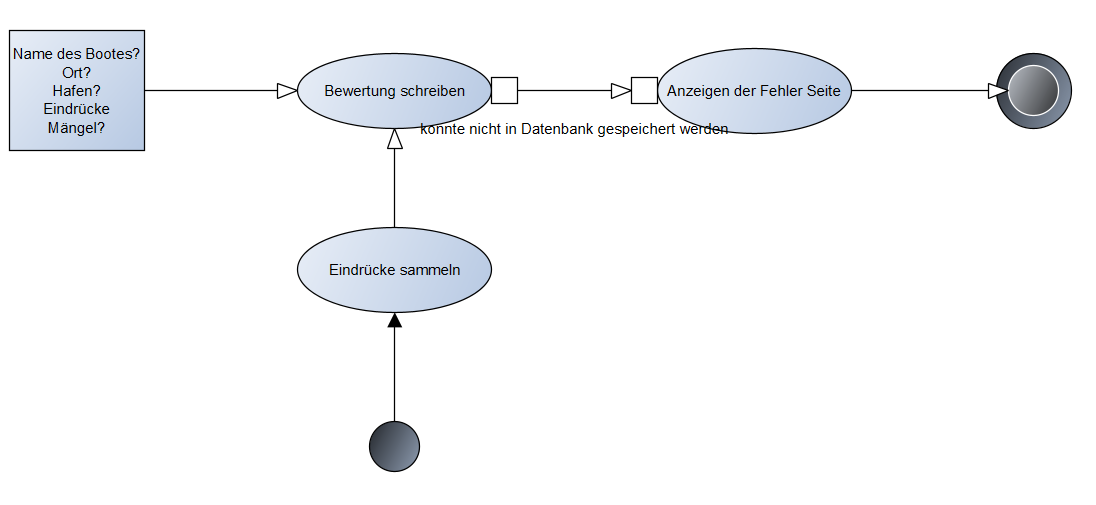 Name des Bootes?
Ort?
Hafen?
Eindrücke
Mängel?
Bewertung schreiben
Anzeigen der Fehler Seite
konnte nicht in Datenbank gespeichert werden
Eindrücke sammeln